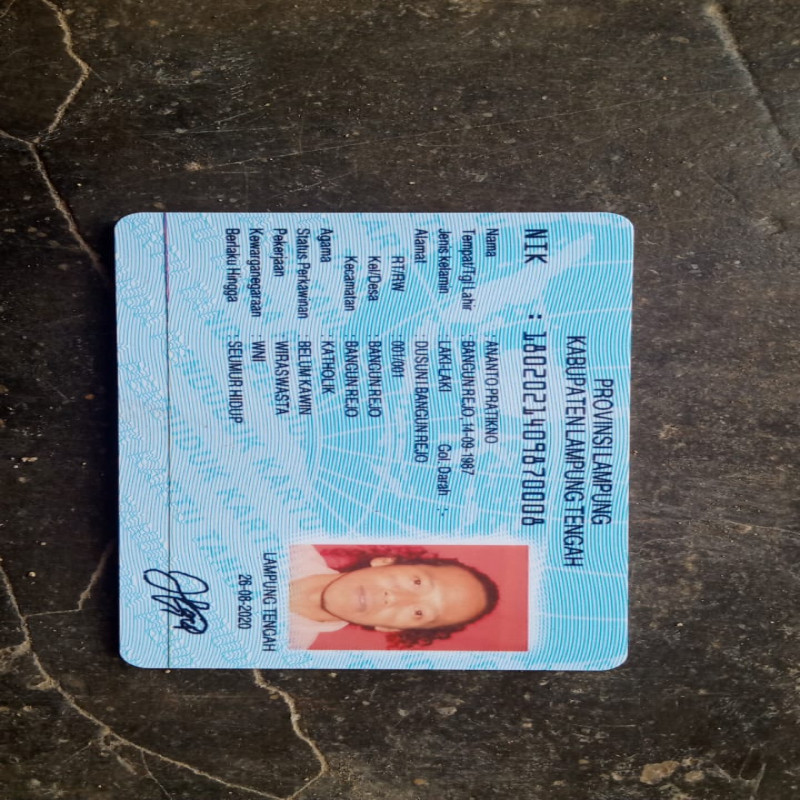 PROVINSI LAMPUNG
KABUPATEN LAMPUNG TENGAH
NIK : 1802021409870008
Nama : ANANTO PRATIKNO
Tempat/Tgl Lahir : BANGUN REJO, 14-09-1987
Jenis kelamin : LAKI-LAKI Gol. Darah : -
Alamat : DUSUN I BANGUN REJO
RT/RW : 001/001
Kel/Desa : BANGUN REJO
Kecamatan : BANGUN REJO
Agama : KATHOLIK
Status Perkawinan : BELUM KAWIN
Pekerjaan : WIRASWASTA
Kewarganegaraan : WNI
Berlaku Hingga : SEUMUR HIDUP
LAMPUNG TENGAH
26-08-2020